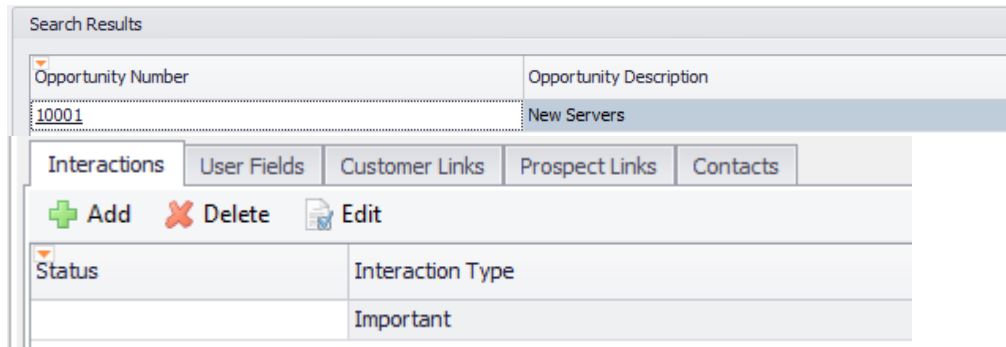 Search Results
Opportunity Number Opportunity Description
10001 New Servers
Interactions User Fields Customer Links Prospect Links Contacts
Add Delete Edit
Status Interaction Type
Important